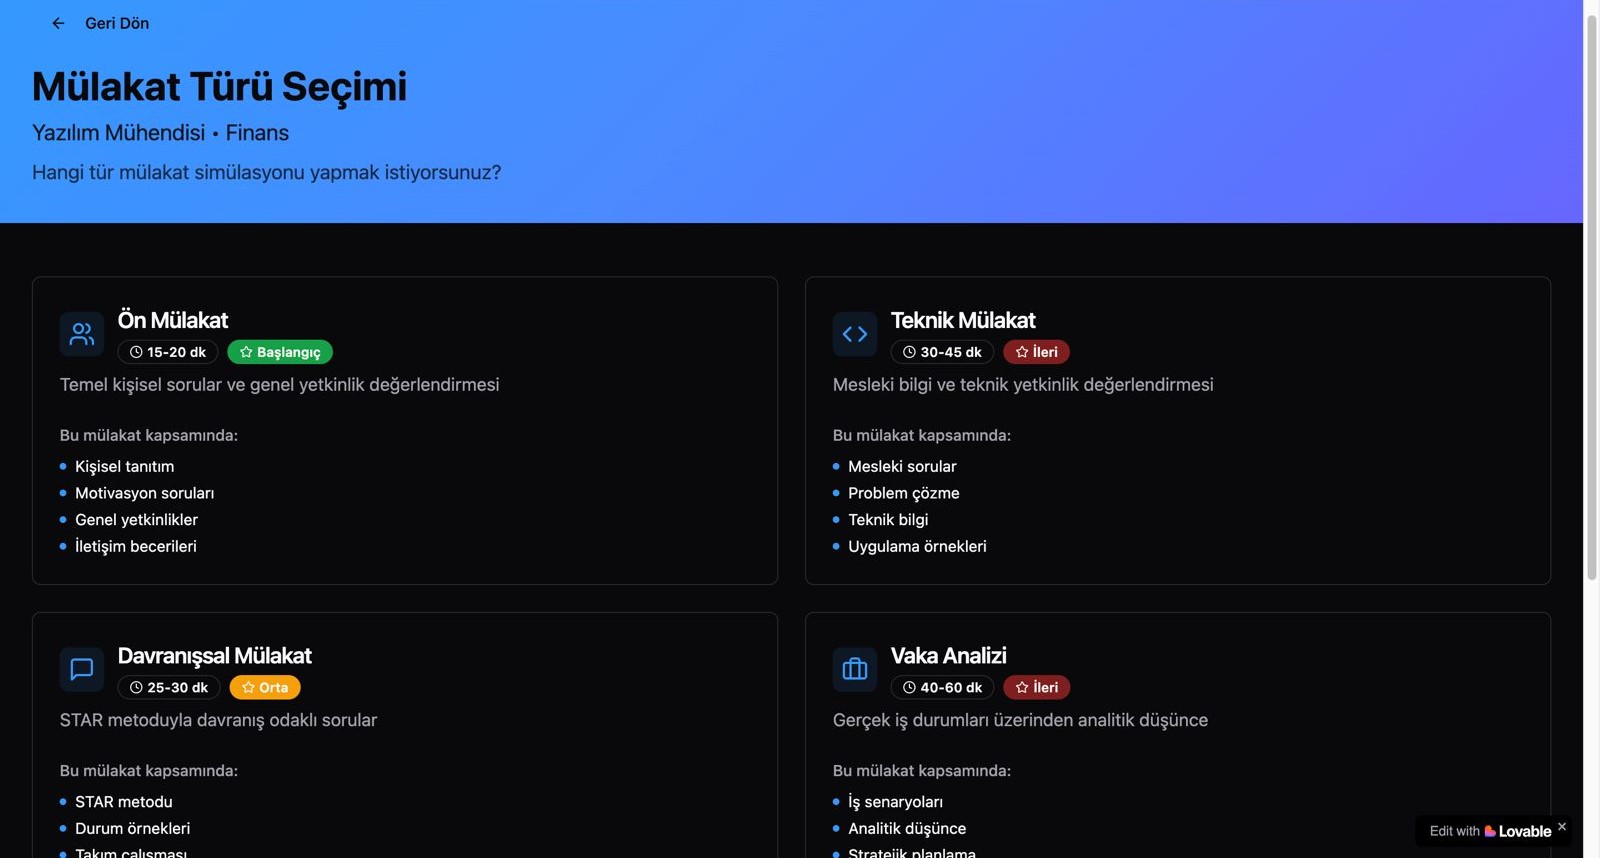 Geri Dön
Mülakat Türü Seçimi
Yazılım Mühendisi • Finans
Hangi tür mülakat simülasyonu yapmak istiyorsunuz?
Ön Mülakat
15-20 dk Başlangıç
Temel kişisel sorular ve genel yetkinlik değerlendirmesi
Bu mülakat kapsamında:
Kişisel tanıtım
Motivasyon soruları
Genel yetkinlikler
İletişim becerileri
Teknik Mülakat
30-45 dk İleri
Mesleki bilgi ve teknik yetkinlik değerlendirmesi
Bu mülakat kapsamında:
Mesleki sorular
Problem çözme
Teknik bilgi
Uygulama örnekleri
Davranışsal Mülakat
25-30 dk Orta
STAR metoduyla davranış odaklı sorular
Bu mülakat kapsamında:
STAR metodu
Durum örnekleri
Takım çalışması
Vaka Analizi
40-60 dk İleri
Gerçek iş durumları üzerinden analitik düşünce
Bu mülakat kapsamında:
İş senaryoları
Analitik düşünce
Stratejik planlama
Edit with Lovable